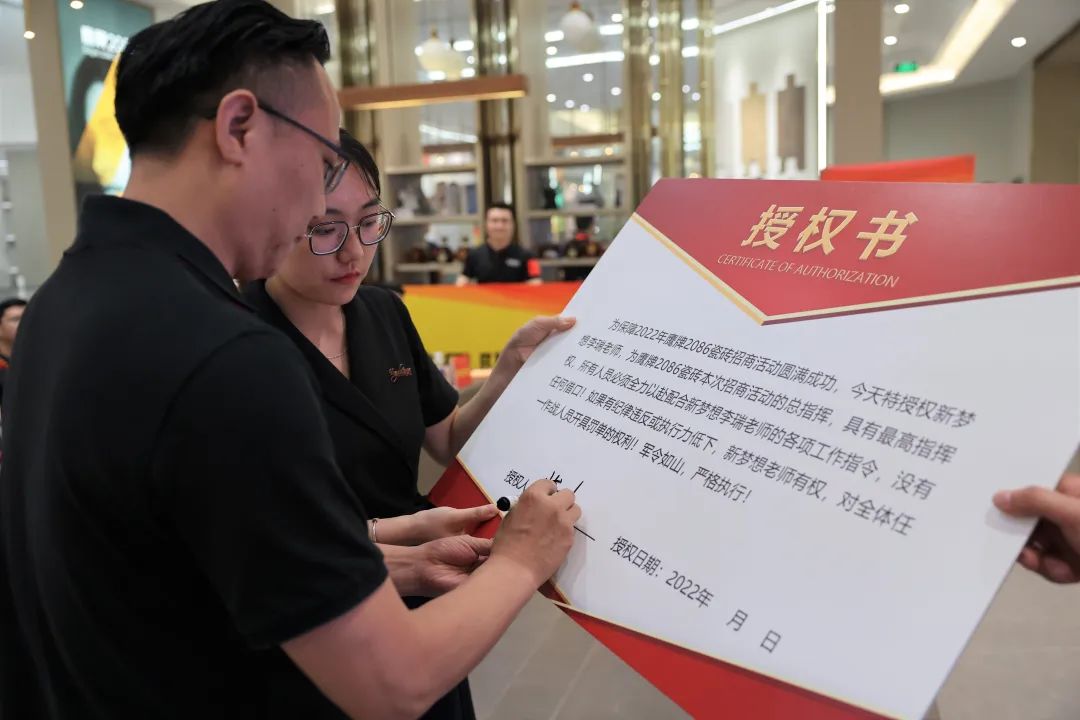 授权书
CERTIFICATE OF AUTHORIZATION
为保障2022年鹰牌2086瓷砖招商活动圆满成功，今天特授权新梦
想李瑞老师，为鹰牌2086瓷砖本次招商活动的总指挥，具有最高指挥
权，所有人员必须全力以赴配合新梦想李瑞老师的各项工作指令，没有
任何借口！如果有纪律违反或执行力低下，新梦想老师有权，对全体任
一作战人员开具罚单的权利！军令如山，严格执行！
授权人
授权日期：2022年 月 日